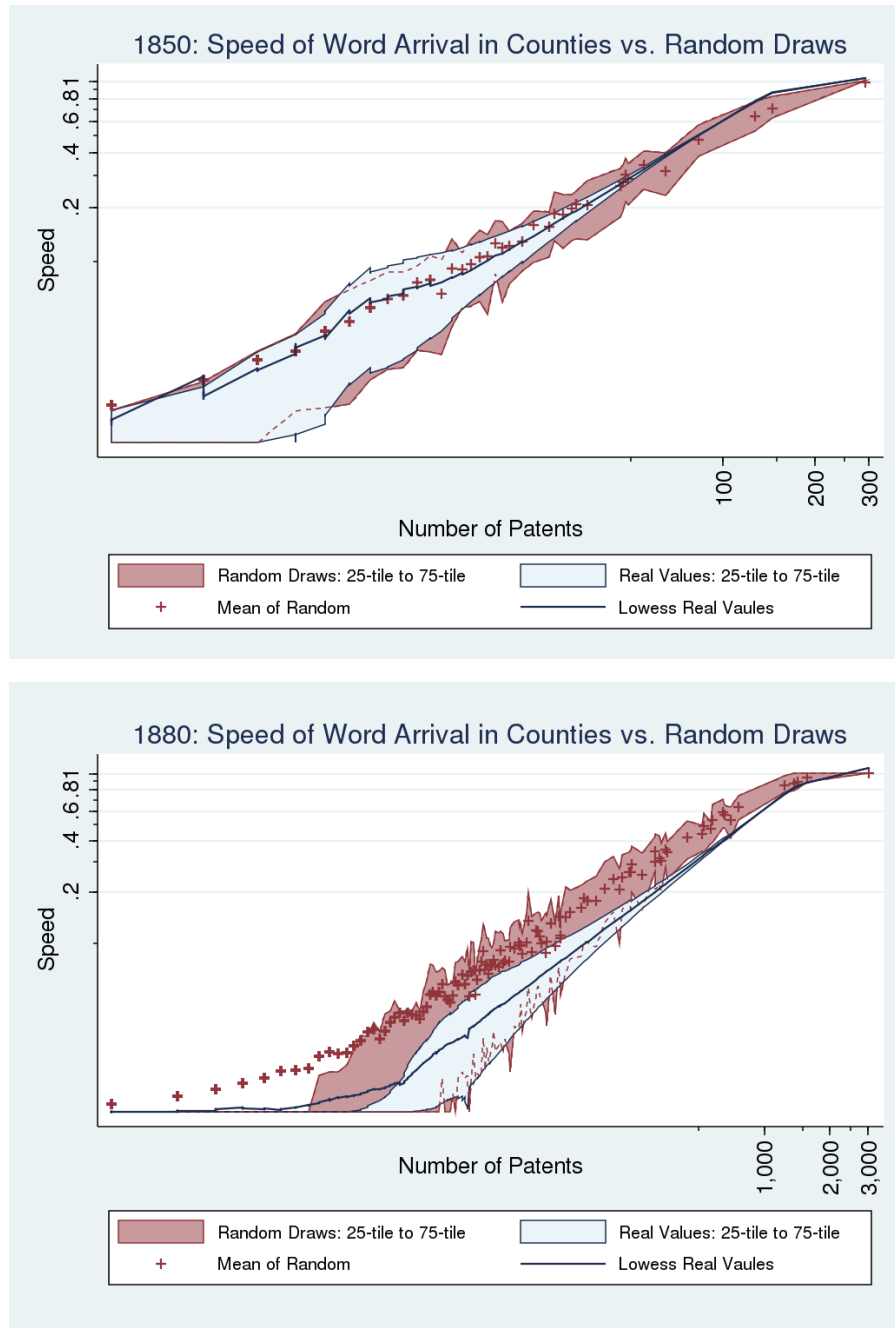 1850: Speed of Word Arrival in Counties vs. Random Draws
.2 .4 .6.81
Speed
100 200 300
Number of Patents
Random Draws: 25-tile to 75-tile
Real Values: 25-tile to 75-tile
Mean of Random
Lowess Real Vaules
1880: Speed of Word Arrival in Counties vs. Random Draws
.2 .4 .6.81
Speed
1,000 2,000 3,000
Number of Patents
Random Draws: 25-tile to 75-tile
Real Values: 25-tile to 75-tile
Mean of Random
Lowess Real Vaules